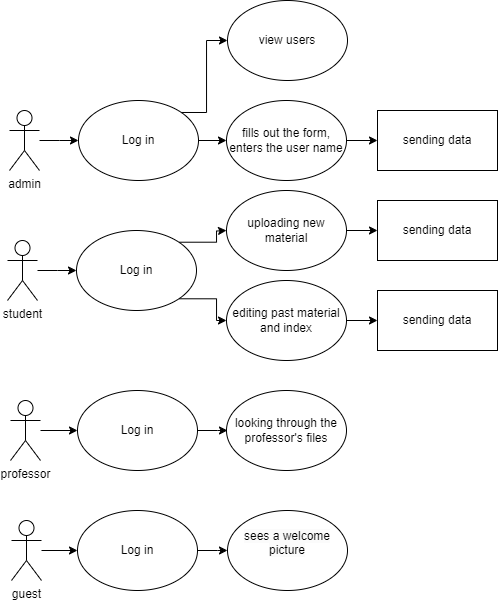 view users
Log in
fills out the form,
enters the user name
sending data
admin
uploading new
material
sending data
Log in
student
editing past material
and index
sending data
Log in
looking through the
professor's files
professor
Log in
sees a welcome
picture
guest